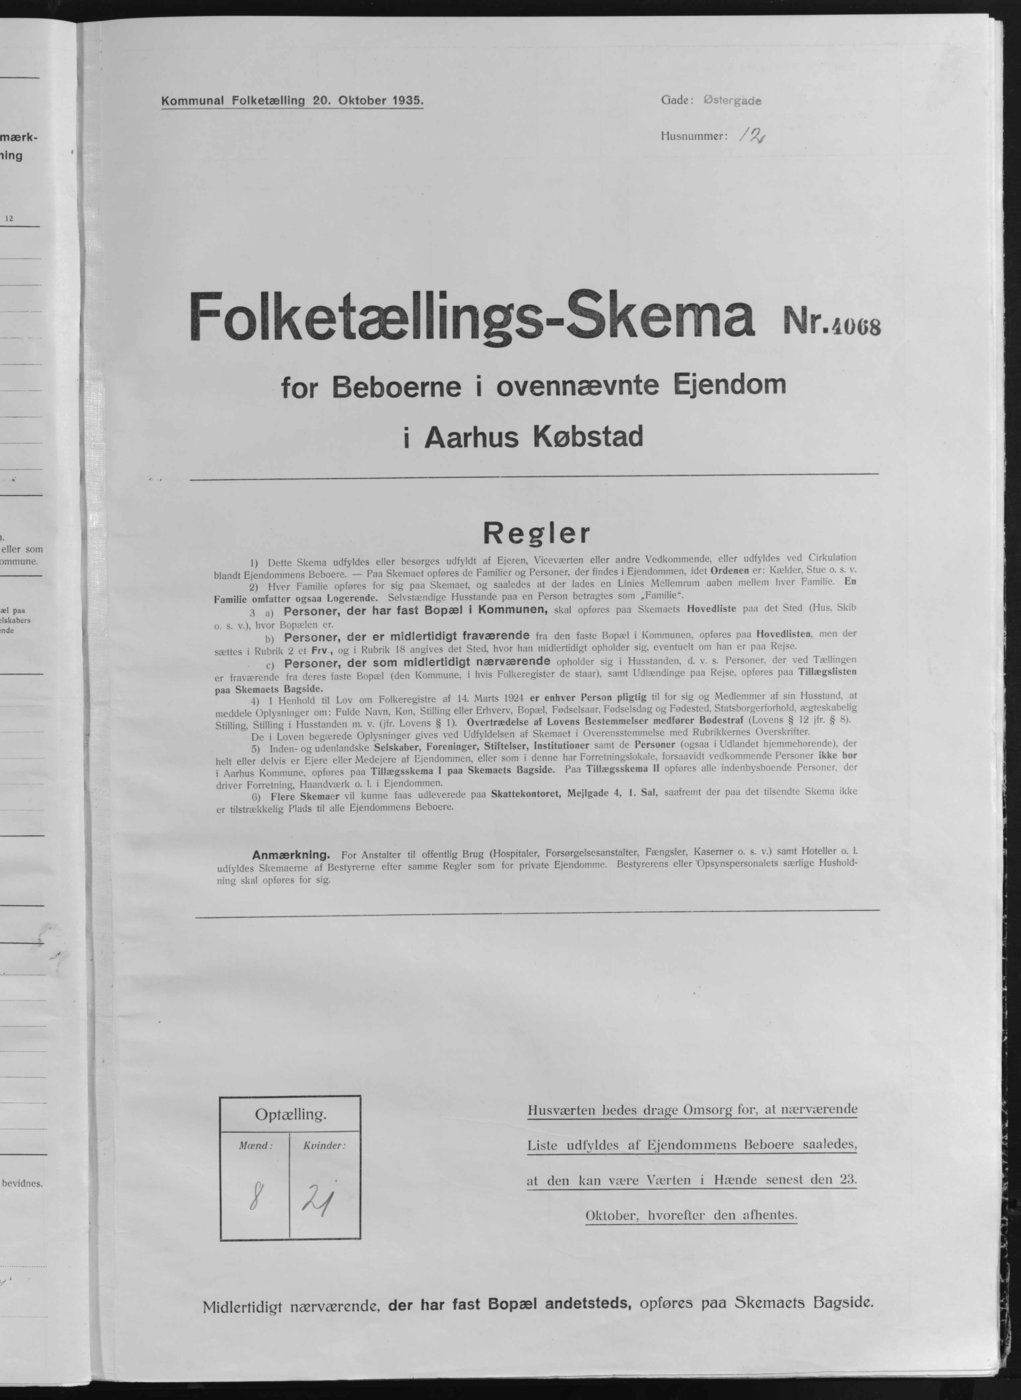 mærk-
ning
12
eller som
ommune.
æl paa
elskabers
ende
bevidnes.
Kommunal Folketælling 20. Oktober 1935.
Gade: Østergade
Husnummer: 12
Folketællings-Skema Nr. 4068
for Beboerne i ovennævnte Ejendom
i Aarhus Købstad
Regler
1) Dette Skema udfyldes eller besørges udfyldt af Ejeren, Viceværten eller andre Vedkommende, eller udfyldes ved Cirkulation
blandt Ejendommens Beboere. — Paa Skemaet opføres de Familier og Personer, der findes i Ejendommen, idet Ordenen er: Kælder, Stue o. s. v.
2) Hver Familie opføres for sig paa Skemaet, og saaledes at der lades en Linies Mellemrum aaben mellem hver Familie. En
Familie omfatter ogsaa Logerende. Selvstændige Husstande paa en Person betragtes som „Familie“.
3 a) Personer, der har fast Bopæl i Kommunen, skal opføres paa Skemaets Hovedliste paa det Sted (Hus, Skib
o. s. v.), hvor Bopælen er.
b) Personer, der er midlertidigt fraværende fra den faste Bopæl i Kommunen, opføres paa Hovedlisten, men der
sættes i Rubrik 2 et Frv., og i Rubrik 18 angives det Sted, hvor han midlertidigt opholder sig, eventuelt om han er paa Rejse.
c) Personer, der som midlertidigt nærværende opholder sig i Husstanden, d. v. s. Personer, der ved Tællingen
er fraværende fra deres faste Bopæl (den Kommune, i hvis Folkeregister de staar), samt Udlændinge paa Rejse, opføres paa Tillægslisten
paa Skemaets Bagside.
4) I Henhold til Lov om Folkeregistre af 14. Marts 1924 er enhver Person pligtig til for sig og Medlemmer af sin Husstand, at
meddele Oplysninger om: Fulde Navn, Køn, Stilling eller Erhverv, Bopæl, Fødselsaar, Fødselsdag og Fødested, Statsborgerforhold, ægteskabelig
Stilling, Stilling i Husstanden m. v. (jfr. Lovens § 1). Overtrædelse af Lovens Bestemmelser medfører Bødestraf (Lovens § 12 jfr. § 8).
De i Loven begærede Oplysninger gives ved Udfyldelsen af Skemaet i Overensstemmelse med Rubrikkernes Overskrifter.
5) Inden- og udenlandske Selskaber, Foreninger, Stiftelser, Institutioner samt de Personer (ogsaa i Udlandet hjemmehørende), der
helt eller delvis er Ejere eller Medejere af Ejendommen, eller som i denne har Forretningslokale, forsaavidt vedkommende Personer ikke bor
i Aarhus Kommune, opføres paa Tillægsskema I paa Skemaets Bagside. Paa Tillægsskema II opføres alle indenbysboende Personer, der
driver Forretning, Haandværk o. l. i Ejendommen.
6) Flere Skemaer vil kunne faas udleverede paa Skattekontoret, Mejlgade 4, 1. Sal, saafremt der paa det tilsendte Skema ikke
er tilstrækkelig Plads til alle Ejendommens Beboere.
Anmærkning. For Anstalter til offentlig Brug (Hospitaler, Forsørgelsesanstalter, Fængsler, Kaserner o. s. v.) samt Hoteller o. l.
udfyldes Skemaerne af Bestyrerne efter samme Regler som for private Ejendomme. Bestyrerens eller Opsynspersonalets særlige Hushold-
ning skal opføres for sig.
Optælling.
Mænd: Kvinder:
8 21
Husværten bedes drage Omsorg for, at nærværende
Liste udfyldes af Ejendommens Beboere saaledes,
at den kan være Værten i Hænde senest den 23.
Oktober, hvorefter den afhentes.
Midlertidigt nærværende, der har fast Bopæl andetsteds, opføres paa Skemaets Bagside.